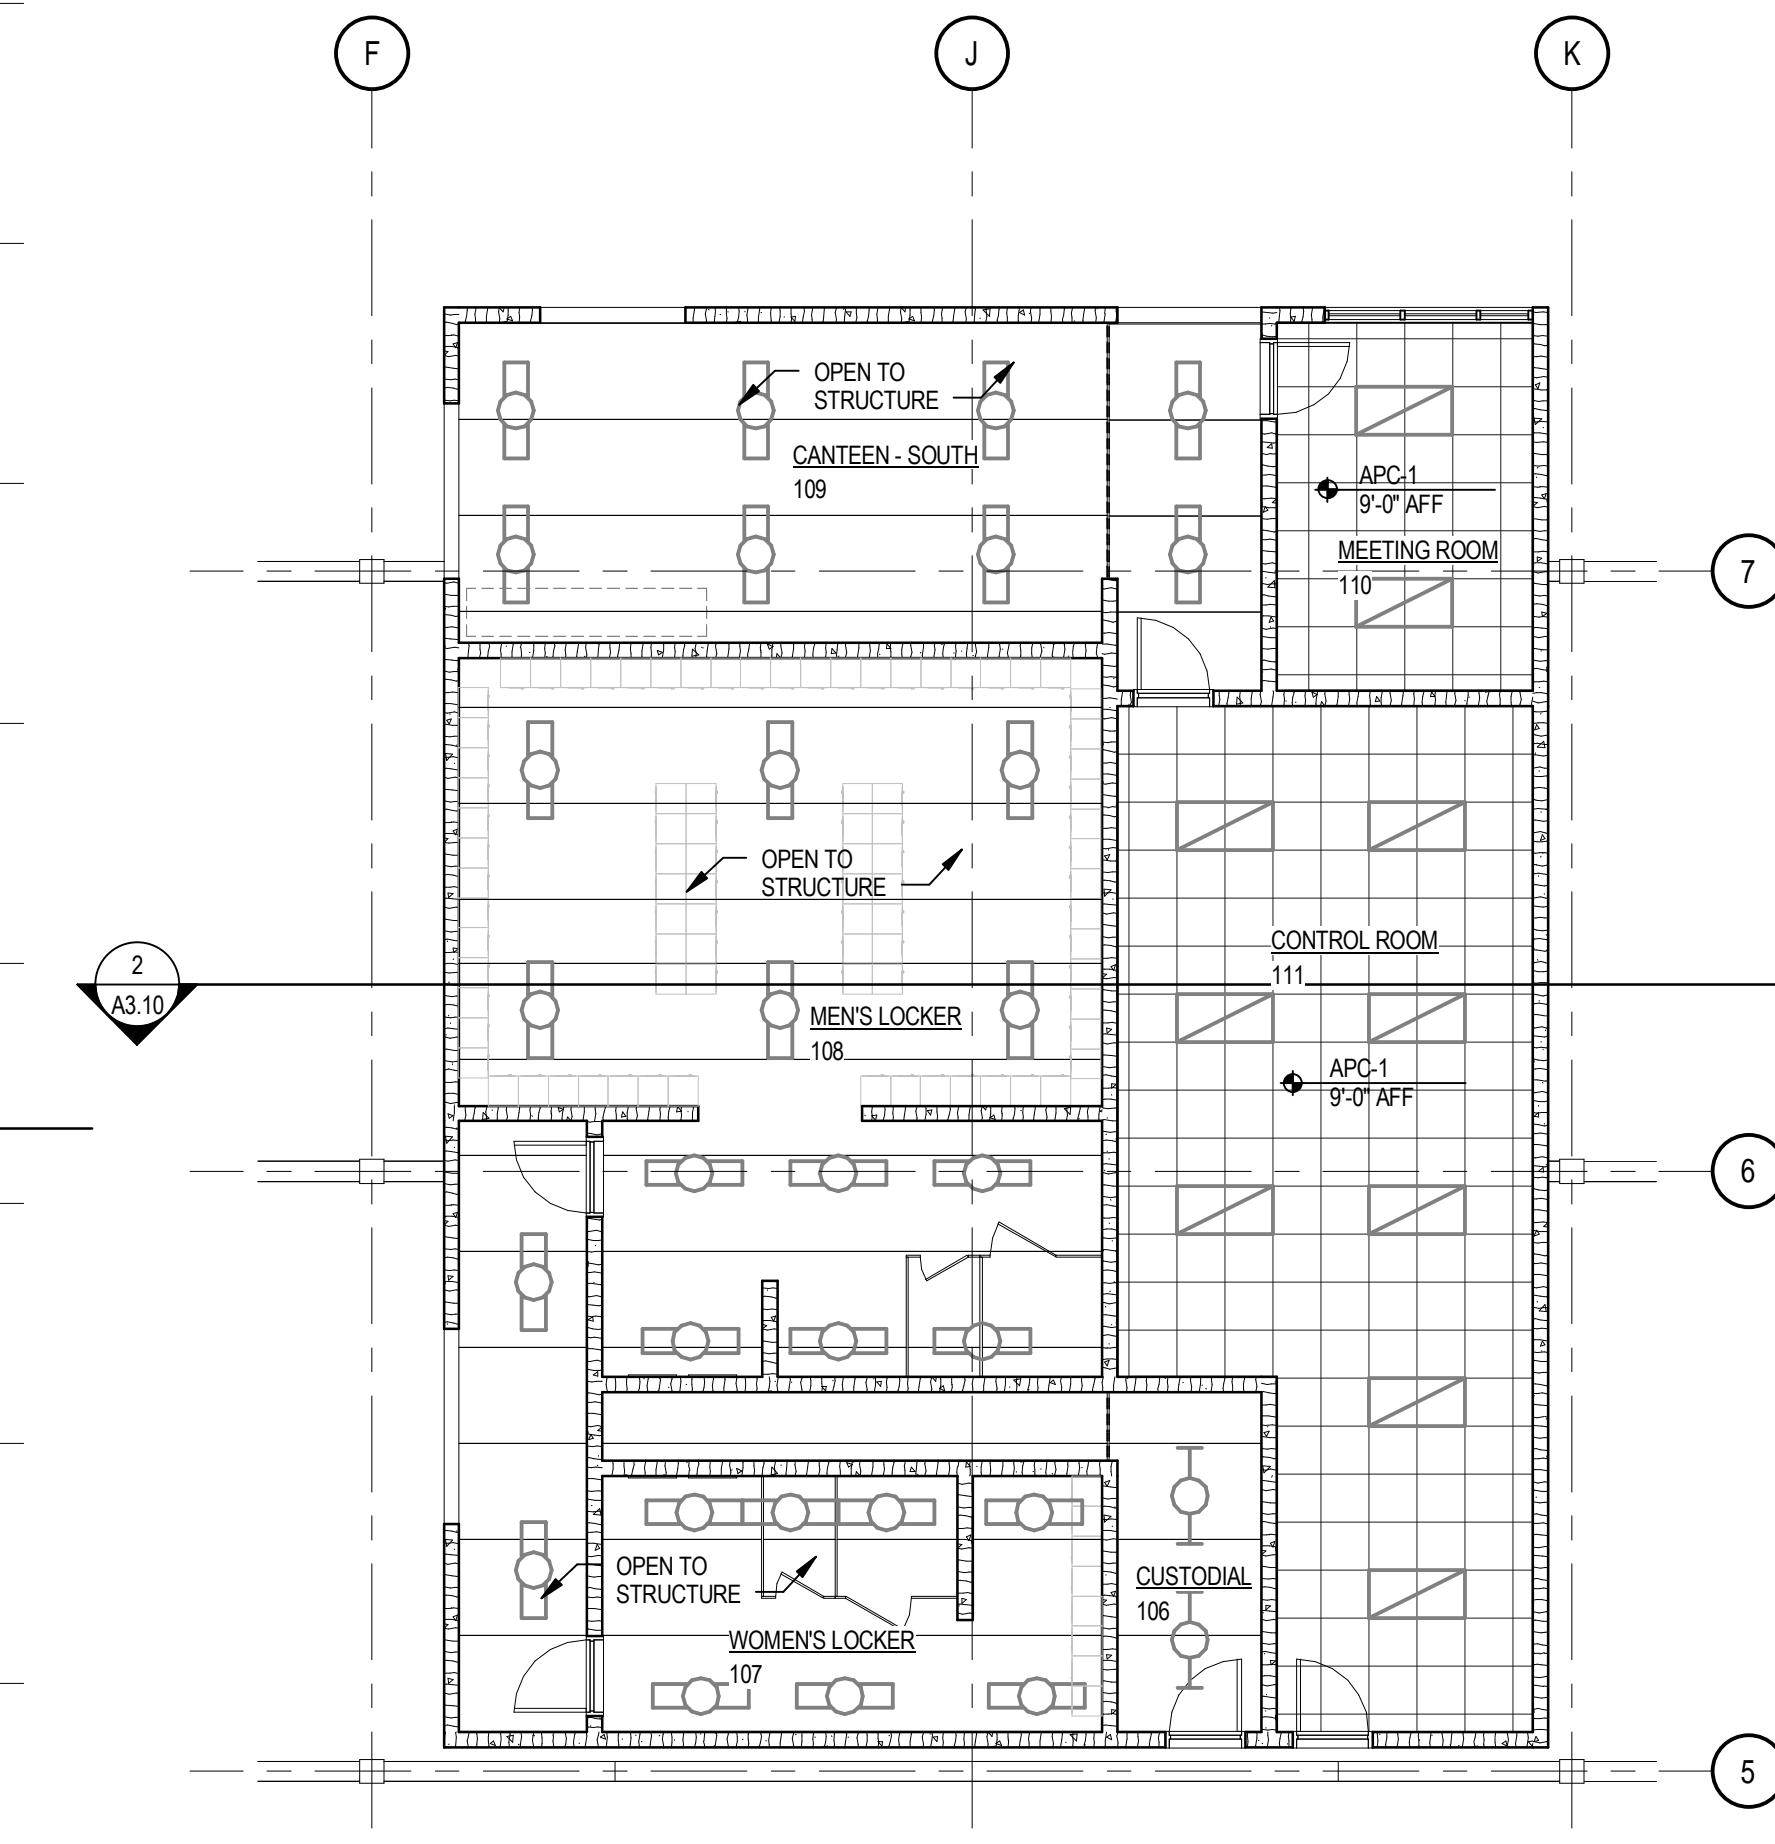 F
J
K
OPEN TO
STRUCTURE
CANTEEN - SOUTH
109
APC-1
9'-0" AFF
MEETING ROOM
110
7
OPEN TO
STRUCTURE
CONTROL ROOM
111
2
A3.10
MEN'S LOCKER
108
APC-1
9'-0" AFF
6
OPEN TO
STRUCTURE
CUSTODIAL
106
WOMEN'S LOCKER
107
5